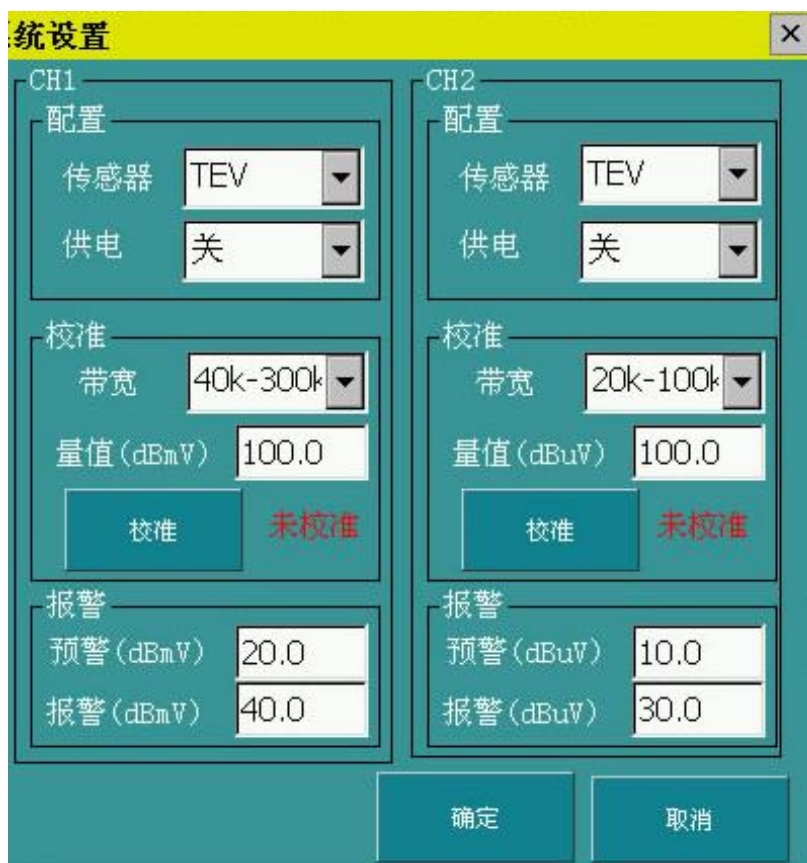 系统设置
CH1
配置
传感器 TEV
供电 关
校准
带宽 40k-300k
量值(dBmV) 100.0
校准 未校准
报警
预警(dBmV) 20.0
报警(dBmV) 40.0
CH2
配置
传感器 TEV
供电 关
校准
带宽 20k-100k
量值(dBuV) 100.0
校准 未校准
报警
预警(dBuV) 10.0
报警(dBuV) 30.0
确定 取消